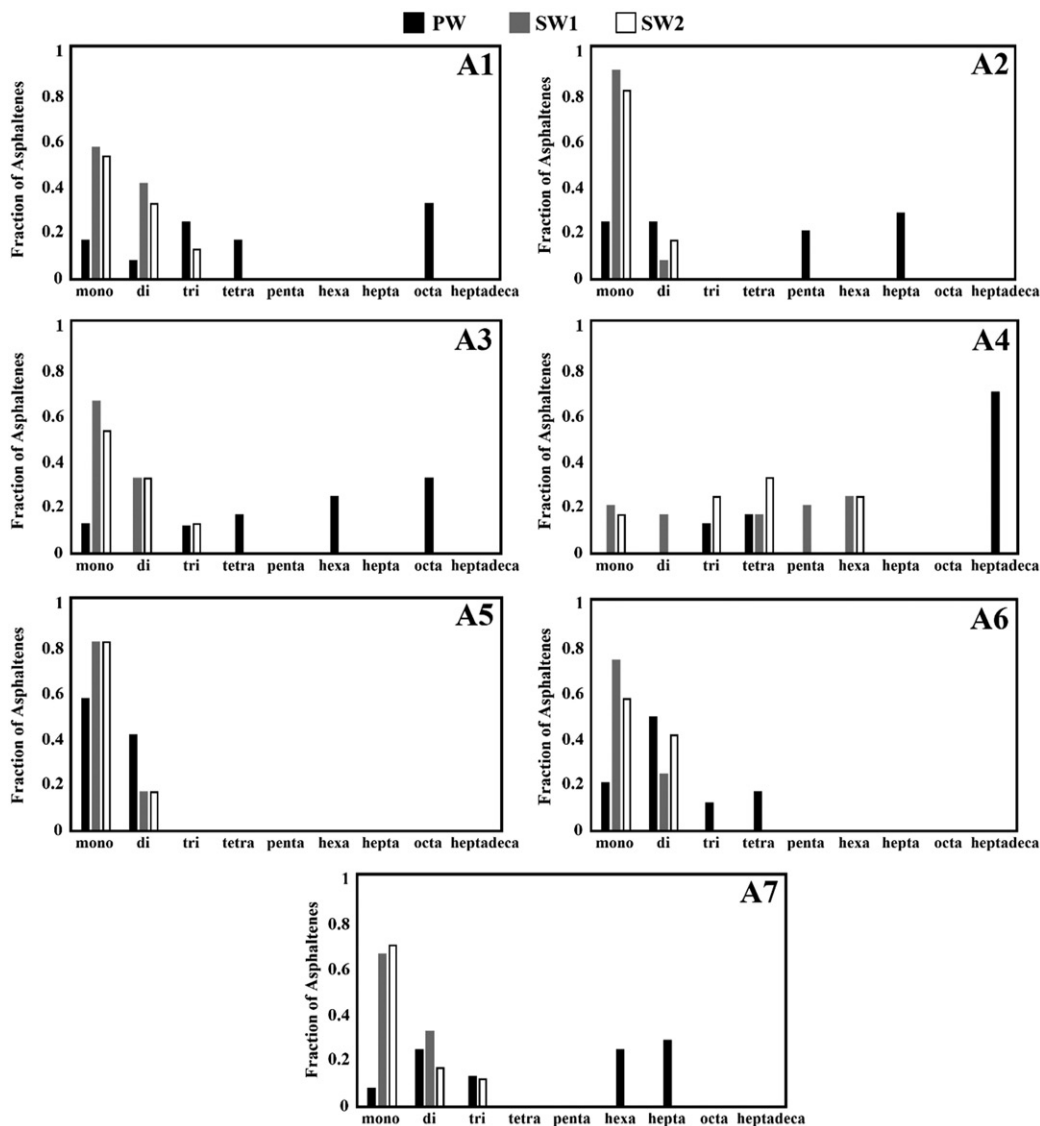 PW SW1 SW2
A1
Fraction of Asphaltenes
1
0.8
0.6
0.4
0.2
0
mono di tri tetra penta hexa hepta octa heptadeca
A2
Fraction of Asphaltenes
1
0.8
0.6
0.4
0.2
0
mono di tri tetra penta hexa hepta octa heptadeca
A3
Fraction of Asphaltenes
1
0.8
0.6
0.4
0.2
0
mono di tri tetra penta hexa hepta octa heptadeca
A4
Fraction of Asphaltenes
1
0.8
0.6
0.4
0.2
0
mono di tri tetra penta hexa hepta octa heptadeca
A5
Fraction of Asphaltenes
1
0.8
0.6
0.4
0.2
0
mono di tri tetra penta hexa hepta octa heptadeca
A6
Fraction of Asphaltenes
1
0.8
0.6
0.4
0.2
0
mono di tri tetra penta hexa hepta octa heptadeca
A7
Fraction of Asphaltenes
1
0.8
0.6
0.4
0.2
0
mono di tri tetra penta hexa hepta octa heptadeca